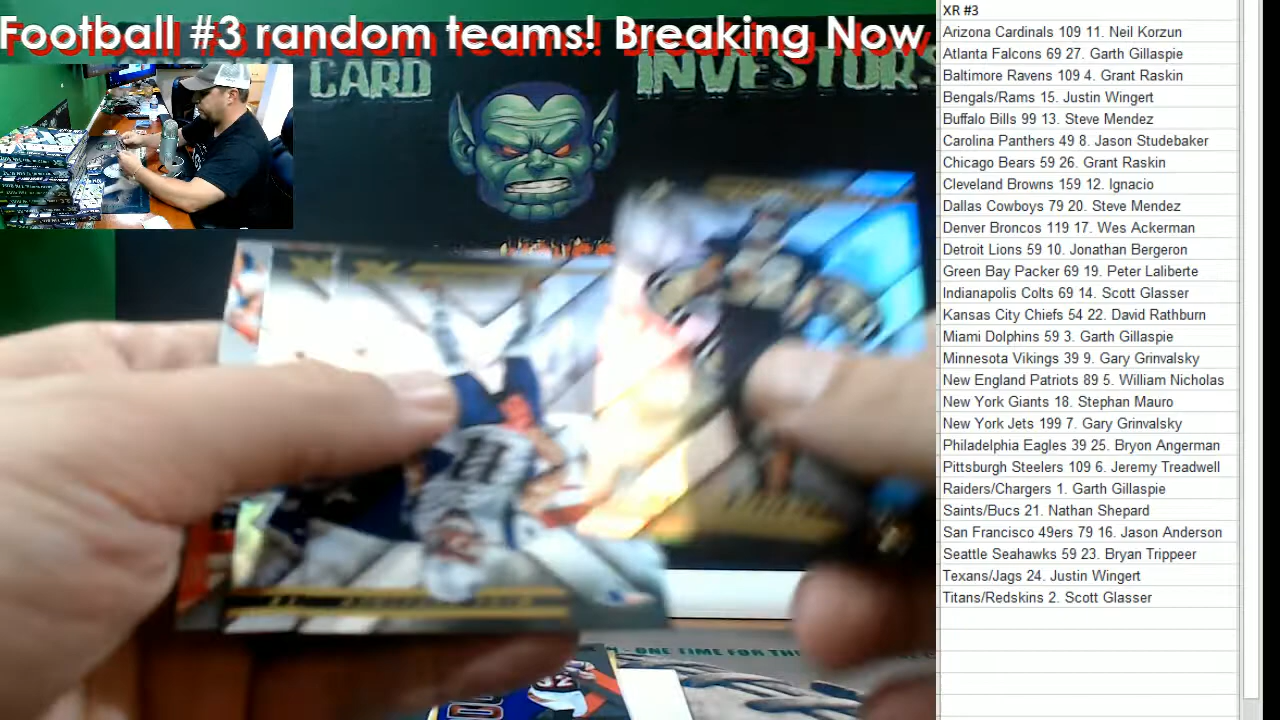 Football #3 random teams! Breaking Now
CARD INVESTORS
XR #3
Arizona Cardinals 109 11. Neil Korzun
Atlanta Falcons 69 27. Garth Gillaspie
Baltimore Ravens 109 4. Grant Raskin
Bengals/Rams 15. Justin Wingert
Buffalo Bills 99 13. Steve Mendez
Carolina Panthers 49 8. Jason Studebaker
Chicago Bears 59 26. Grant Raskin
Cleveland Browns 159 12. Ignacio
Dallas Cowboys 79 20. Steve Mendez
Denver Broncos 119 17. Wes Ackerman
Detroit Lions 59 10. Jonathan Bergeron
Green Bay Packer 69 19. Peter Laliberte
Indianapolis Colts 69 14. Scott Glasser
Kansas City Chiefs 54 22. David Rathburn
Miami Dolphins 59 3. Garth Gillaspie
Minnesota Vikings 39 9. Gary Grinvalsky
New England Patriots 89 5. William Nicholas
New York Giants 18. Stephan Mauro
New York Jets 199 7. Gary Grinvalsky
Philadelphia Eagles 39 25. Bryon Angerman
Pittsburgh Steelers 109 6. Jeremy Treadwell
Raiders/Chargers 1. Garth Gillaspie
Saints/Bucs 21. Nathan Shepard
San Francisco 49ers 79 16. Jason Anderson
Seattle Seahawks 59 23. Bryan Trippeer
Texans/Jags 24. Justin Wingert
Titans/Redskins 2. Scott Glasser
- ONE TIME FOR